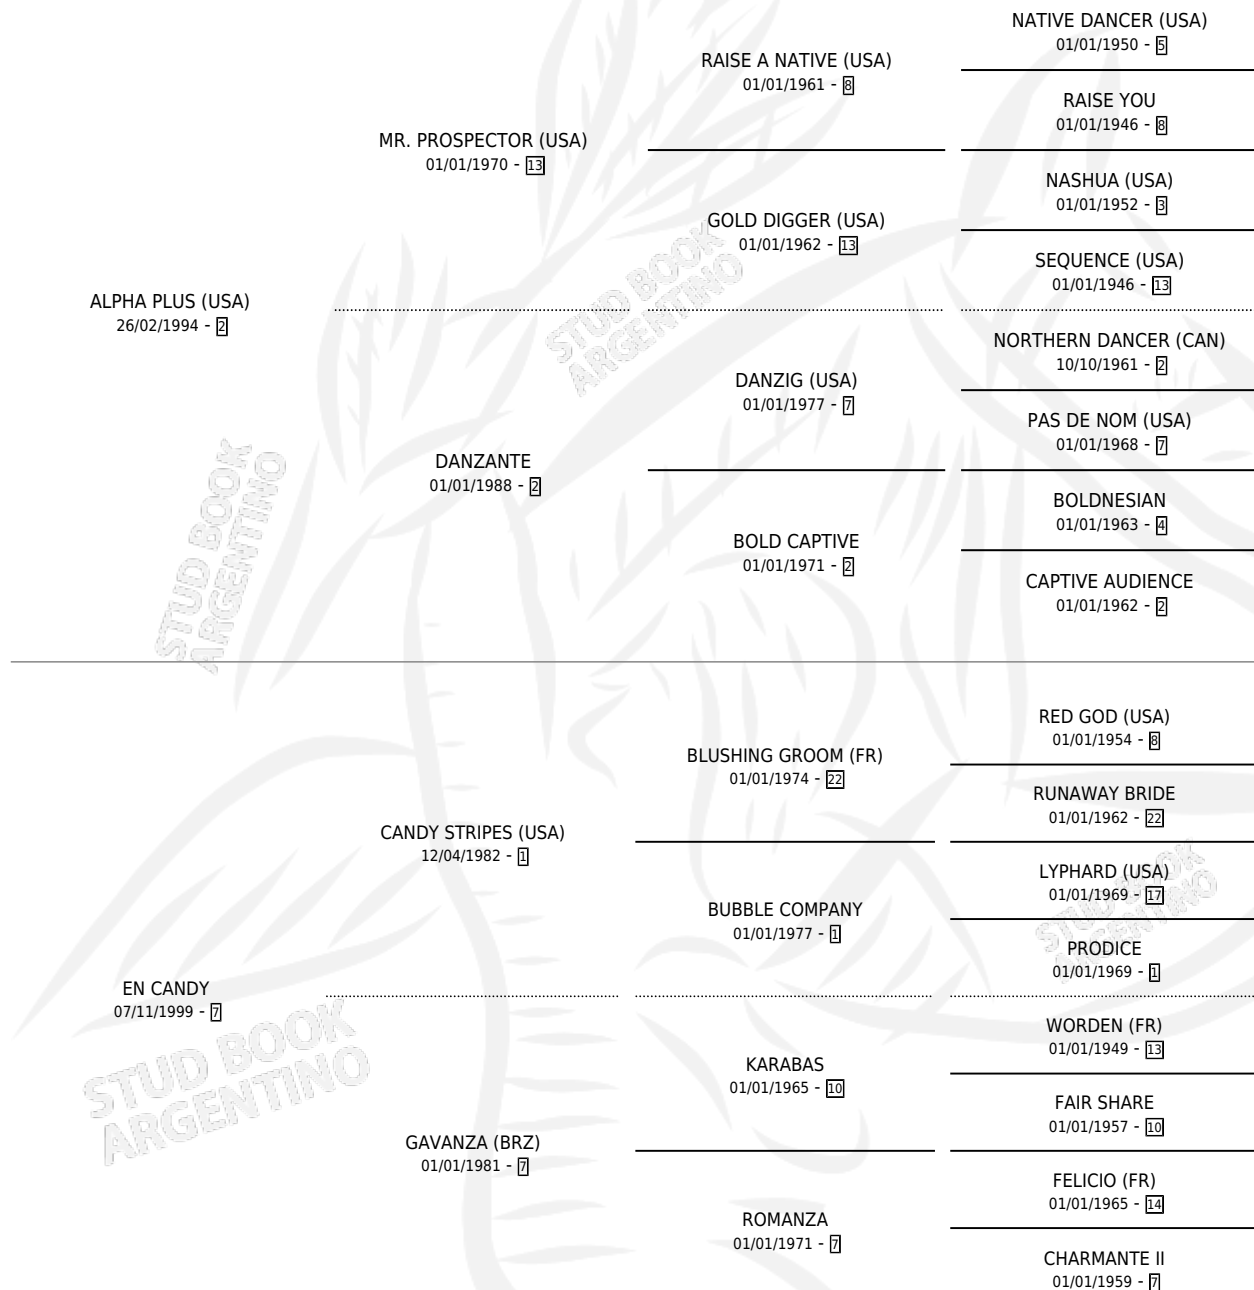 NATIVE DANCER (USA)
01/01/1950 - 5
RAISE A NATIVE (USA)
01/01/1961 - 8
RAISE YOU
01/01/1946 - 8
MR. PROSPECTOR (USA)
01/01/1970 - 13
NASHUA (USA)
01/01/1952 - 3
GOLD DIGGER (USA)
01/01/1962 - 13
SEQUENCE (USA)
01/01/1946 - 13
ALPHA PLUS (USA)
26/02/1994 - 2
STUD BOOK
ARGENTINO
NORTHERN DANCER (CAN)
10/10/1961 - 2
DANZIG (USA)
01/01/1977 - 7
PAS DE NOM (USA)
01/01/1968 - 7
DANZANTE
01/01/1988 - 2
BOLDNESIAN
01/01/1963 - 4
BOLD CAPTIVE
01/01/1971 - 2
CAPTIVE AUDIENCE
01/01/1962 - 2
STUD BOOK
ARGENTINO
RED GOD (USA)
01/01/1954 - 8
BLUSHING GROOM (FR)
01/01/1974 - 22
RUNAWAY BRIDE
01/01/1962 - 22
CANDY STRIPES (USA)
12/04/1982 - 1
LYPHARD (USA)
01/01/1969 - 17
BUBBLE COMPANY
01/01/1977 - 1
STUD BOOK
ARGENTINO
PRODICE
01/01/1969 - 1
EN CANDY
07/11/1999 - 7
WORDEN (FR)
01/01/1949 - 13
KARABAS
01/01/1965 - 10
FAIR SHARE
01/01/1957 - 10
STUD BOOK
ARGENTINO
GAVANZA (BRZ)
01/01/1981 - 7
FELICIO (FR)
01/01/1965 - 14
ROMANZA
01/01/1971 - 7
CHARMANTE II
01/01/1959 - 7